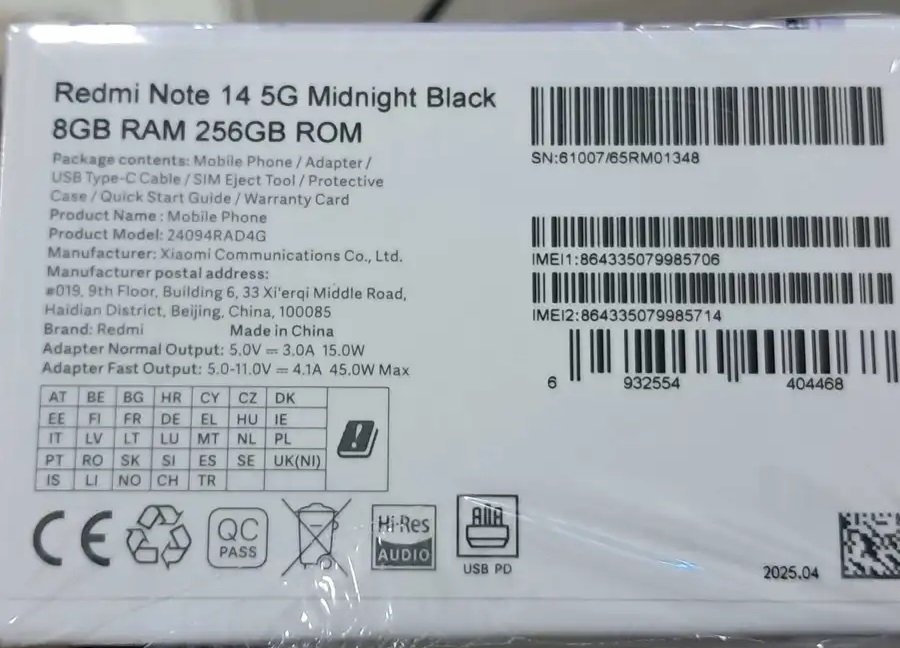 Redmi Note 14 5G Midnight Black
8GB RAM 256GB ROM
Package contents: Mobile Phone / Adapter /
USB Type-C Cable / SIM Eject Tool / Protective
Case / Quick Start Guide / Warranty Card
Product Name : Mobile Phone
Product Model: 24094RAD4G
Manufacturer: Xiaomi Communications Co., Ltd.
Manufacturer postal address:
#019, 9th Floor, Building 6, 33 Xi'erqi Middle Road,
Haidian District, Beijing, China, 100085
Brand: Redmi Made in China
Adapter Normal Output: 5.0V = 3.0A 15.0W
Adapter Fast Output: 5.0-11.0V = 4.1A 45.0W Max
AT BE BG HR CY CZ DK
EE FI FR DE EL HU IE
IT LV LT LU MT NL PL
PT RO SK SI ES SE UK(NI)
IS LI NO CH TR
CE
QC
PASS
Hi-Res
AUDIO
USB PD
SN:61007/65RM01348
IMEI1:864335079985706
IMEI2:864335079985714
6 932554 404468
2025.04